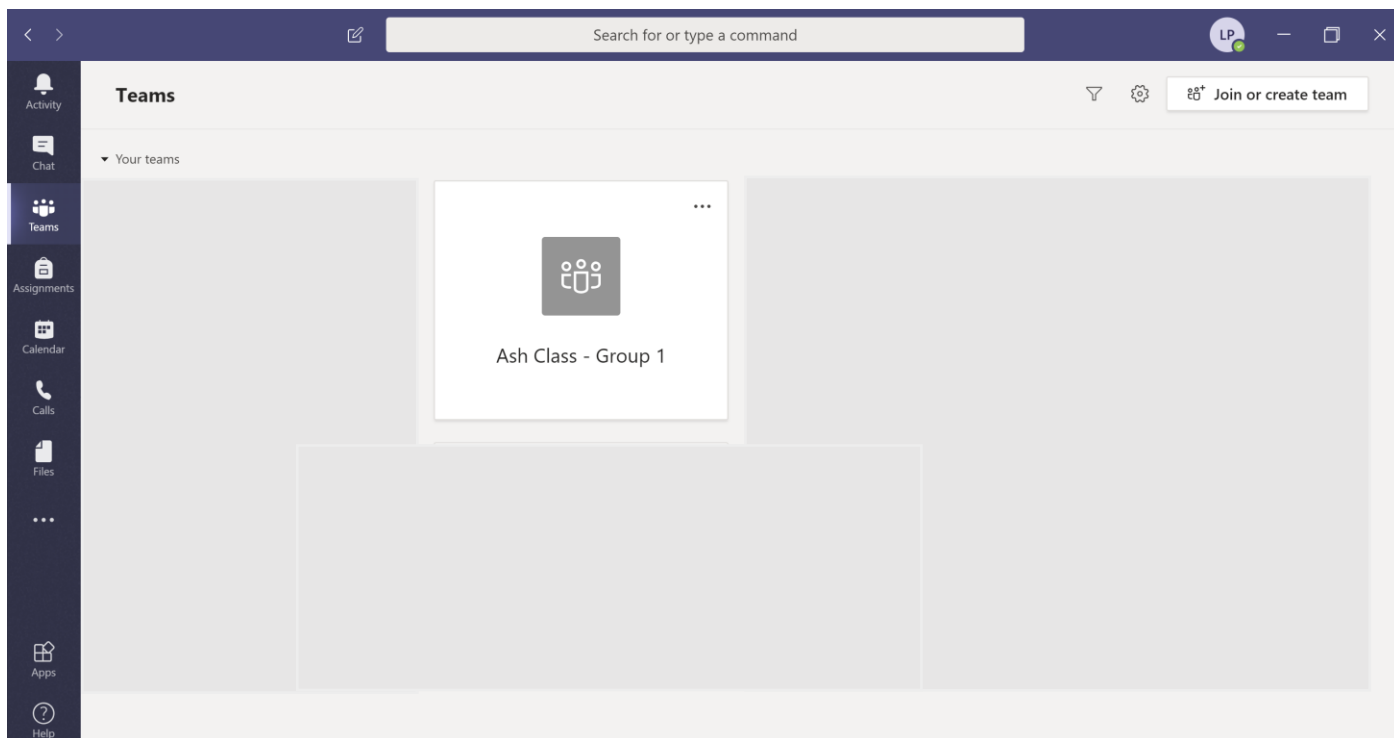 Search for or type a command
LP
Activity
Chat
Teams
Assignments
Calendar
Calls
Files
Apps
Help
Teams
Join or create team
Your teams
Ash Class - Group 1